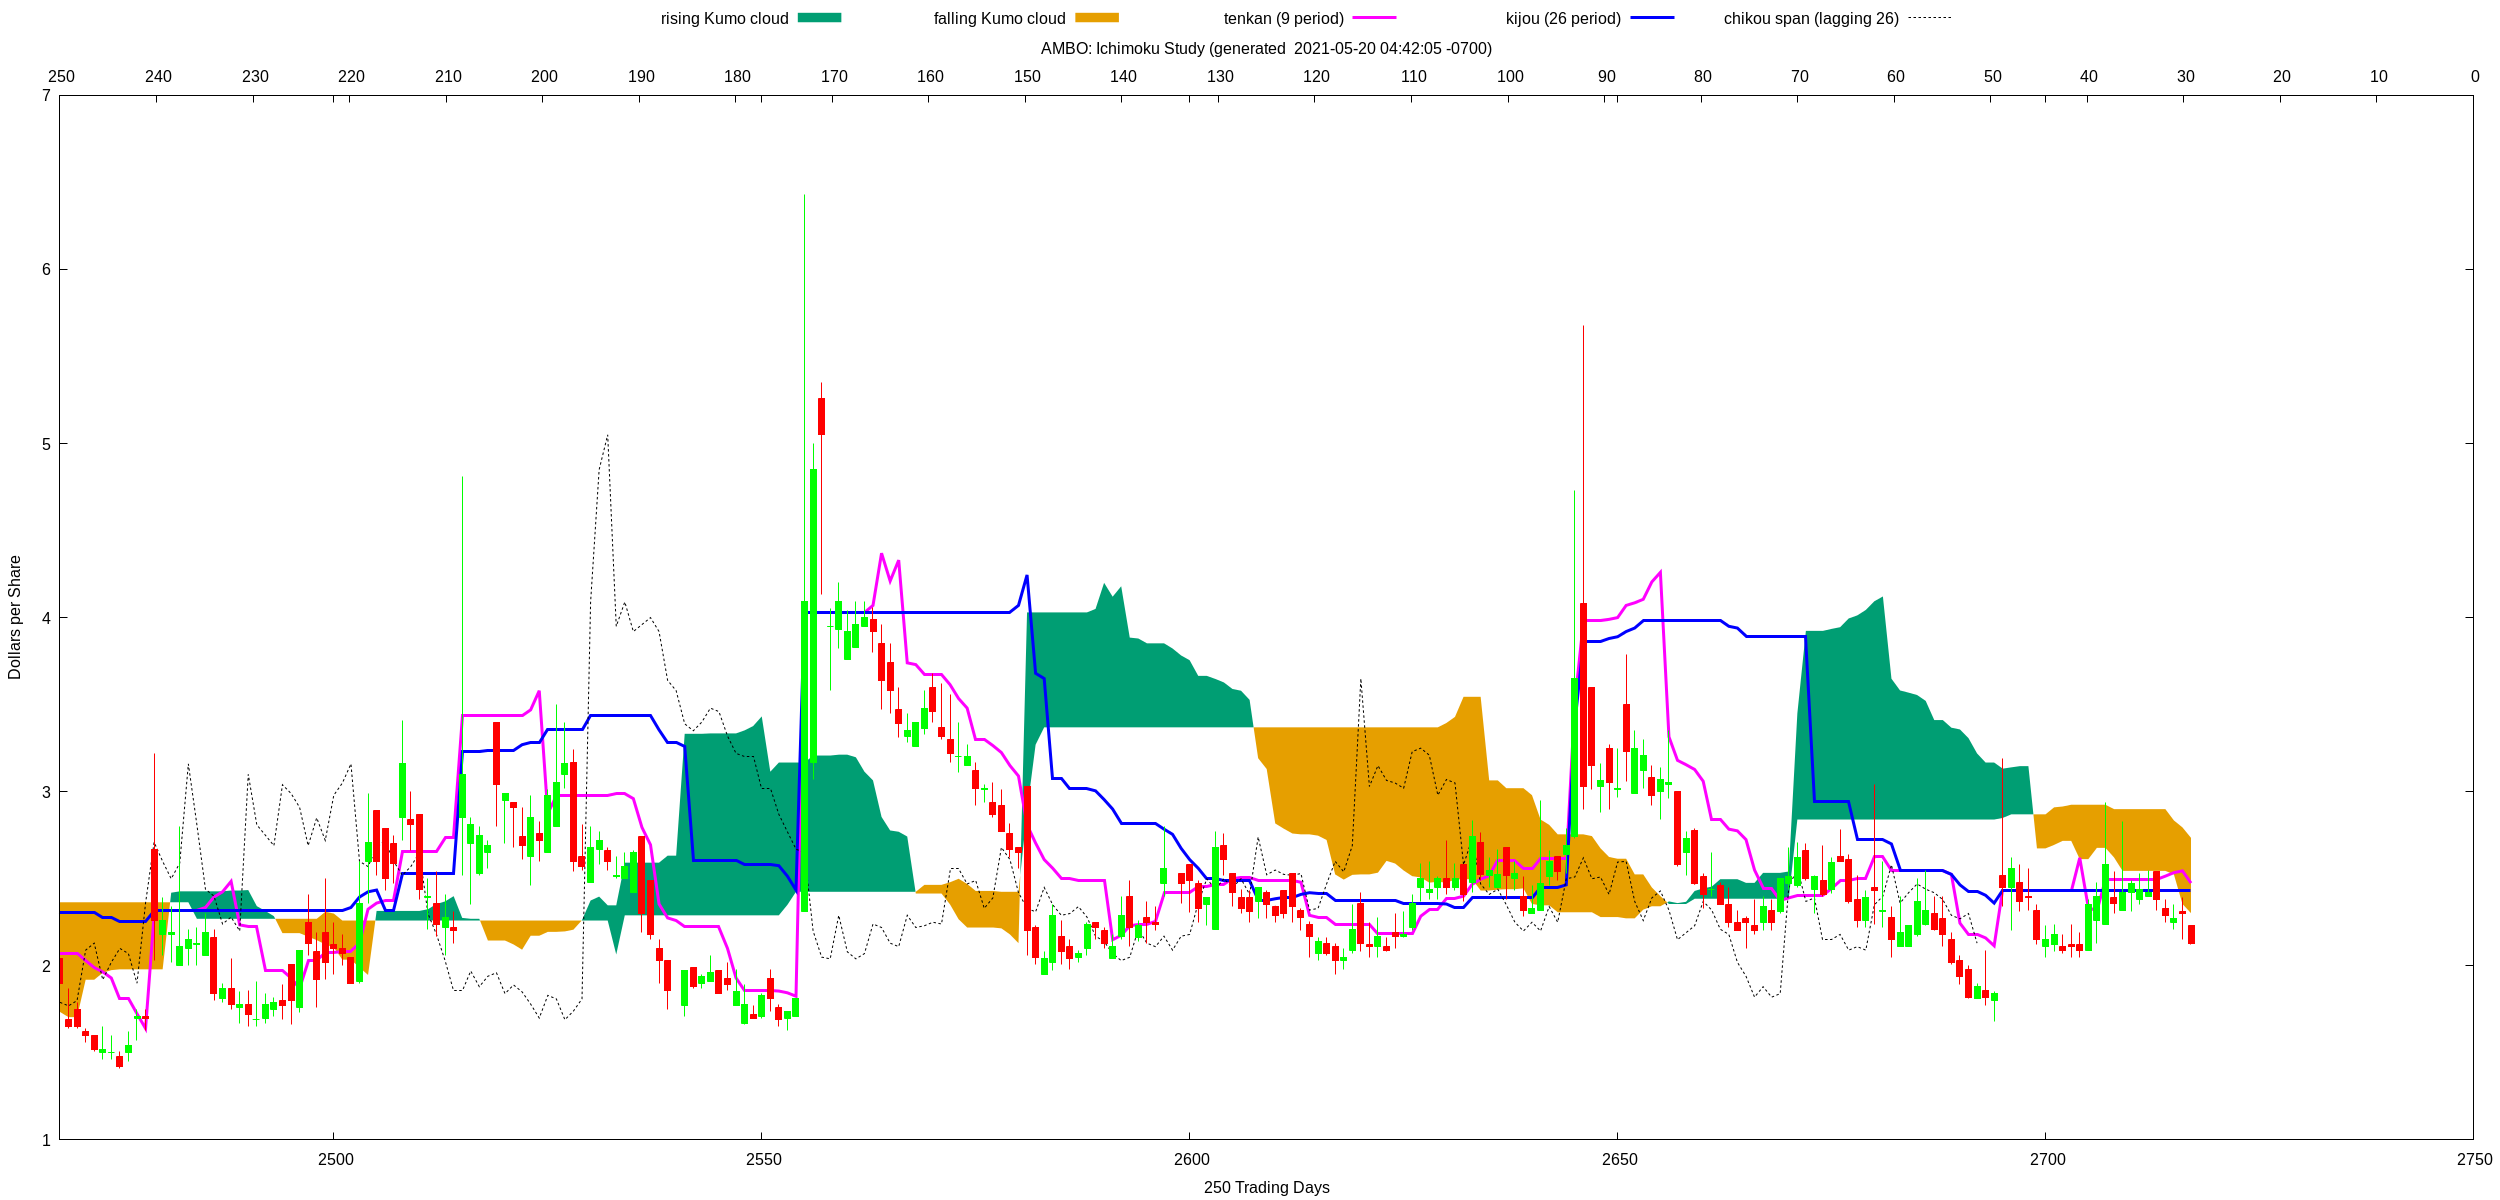 rising Kumo cloud falling Kumo cloud tenkan (9 period) kijou (26 period) chikou span (lagging 26)
AMBO: Ichimoku Study (generated  2021-05-20 04:42:05 -0700)
250 240 230 220 210 200 190 180 170 160 150 140 130 120 110 100 90 80 70 60 50 40 30 20 10 0
7
6
5
4
3
2
1
Dollars per Share
2500 2550 2600 2650 2700 2750
250 Trading Days